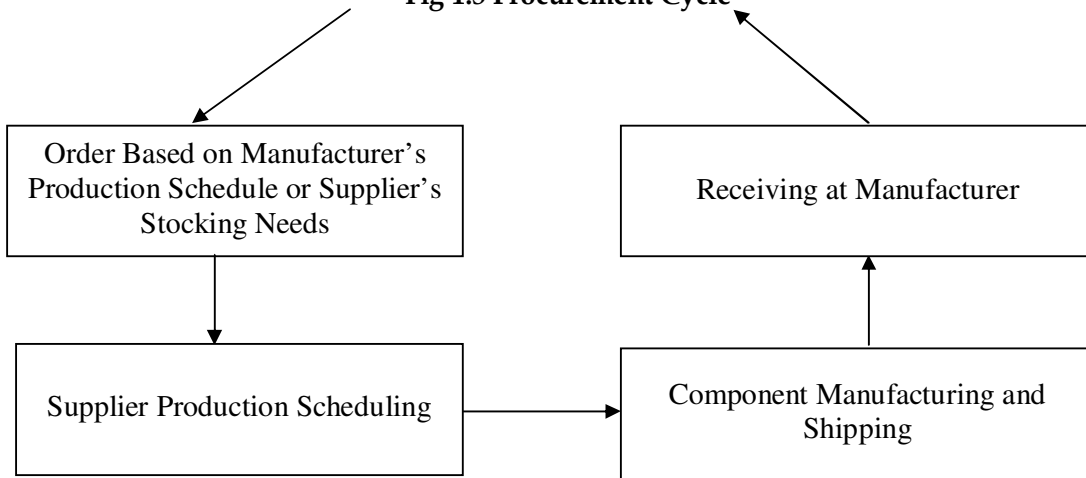 Fig 1.5 Procurement Cycle
Order Based on Manufacturer’s
Production Schedule or Supplier’s
Stocking Needs
Receiving at Manufacturer
Supplier Production Scheduling
Component Manufacturing and
Shipping